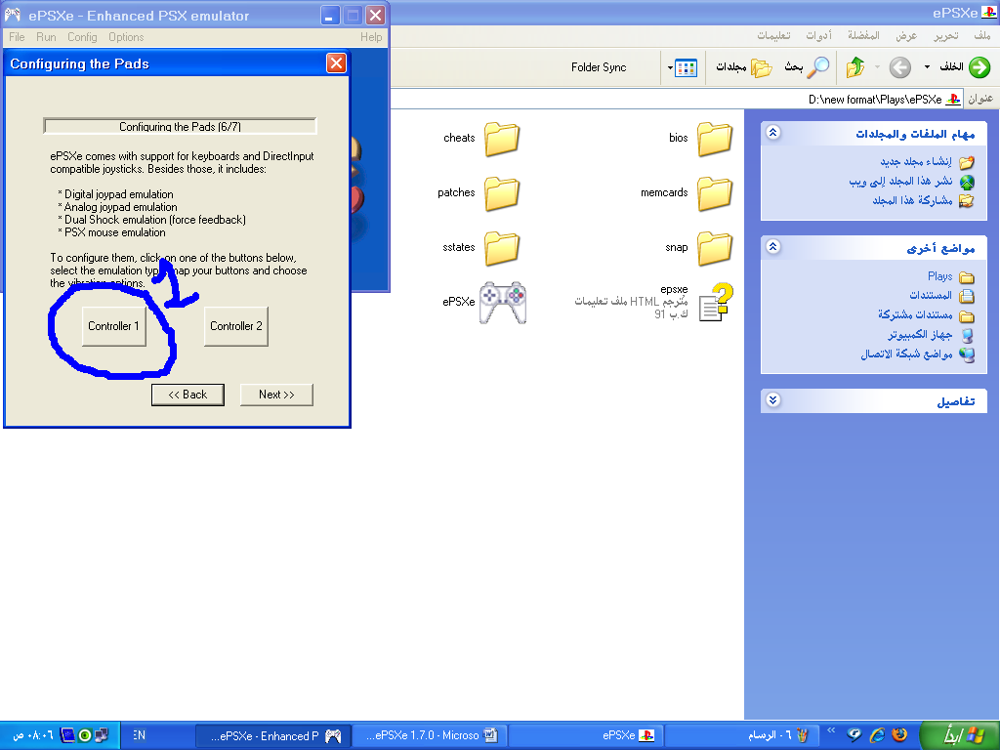 ePSXe - Enhanced PSX emulator
File Run Config Options Help
Configuring the Pads
Configuring the Pads (6/7)
ePSXe comes with support for keyboards and DirectInput
compatible joysticks. Besides those, it includes:
* Digital joypad emulation
* Analog joypad emulation
* Dual Shock emulation (force feedback)
* PSX mouse emulation
To configure them, click on one of the buttons below,
select the emulation type, map your buttons and choose
the vibration options.
1
Controller 1
Controller 2
<< Back
Next >>
ePSXe
ملف تحرير عرض المفضلة أدوات تعليمات
الخلف بحث مجلدات Folder Sync
عنوان D:\new format\Plays\ePSXe
مهام الملفات والمجلدات
إنشاء مجلد جديد
نشر هذا المجلد إلى ويب
مشاركة هذا المجلد
مواضع أخرى
Plays
المستندات
مستندات مشتركة
جهاز الكمبيوتر
مواضع شبكة الاتصال
تفاصيل
bios
cheats
memcards
patches
snap
sstates
epsxe
مترجم HTML ملف تعليمات
91 ك.ب
ePSXe
ابدأ
٦ - الرسام
ePSXe
...ePSXe 1.7.0 - Microso
...ePSXe - Enhanced P
EN
٠٨:٠٦ ص